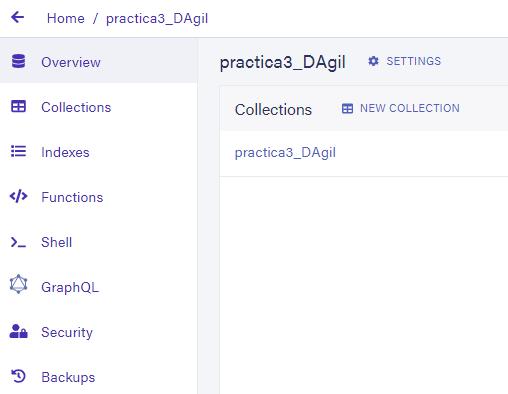 Home / practica3_DAgil
Overview
Collections
Indexes
Functions
Shell
GraphQL
Security
Backups
practica3_DAgil SETTINGS
Collections NEW COLLECTION
practica3_DAgil